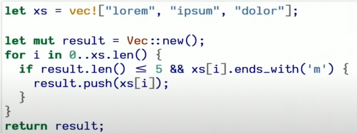 let xs = vec!["lorem", "ipsum", "dolor"];
let mut result = Vec::new();
for i in 0..xs.len() {
  if result.len() ≤ 5 && xs[i].ends_with('m') {
    result.push(xs[i]);
  }
}
return result;